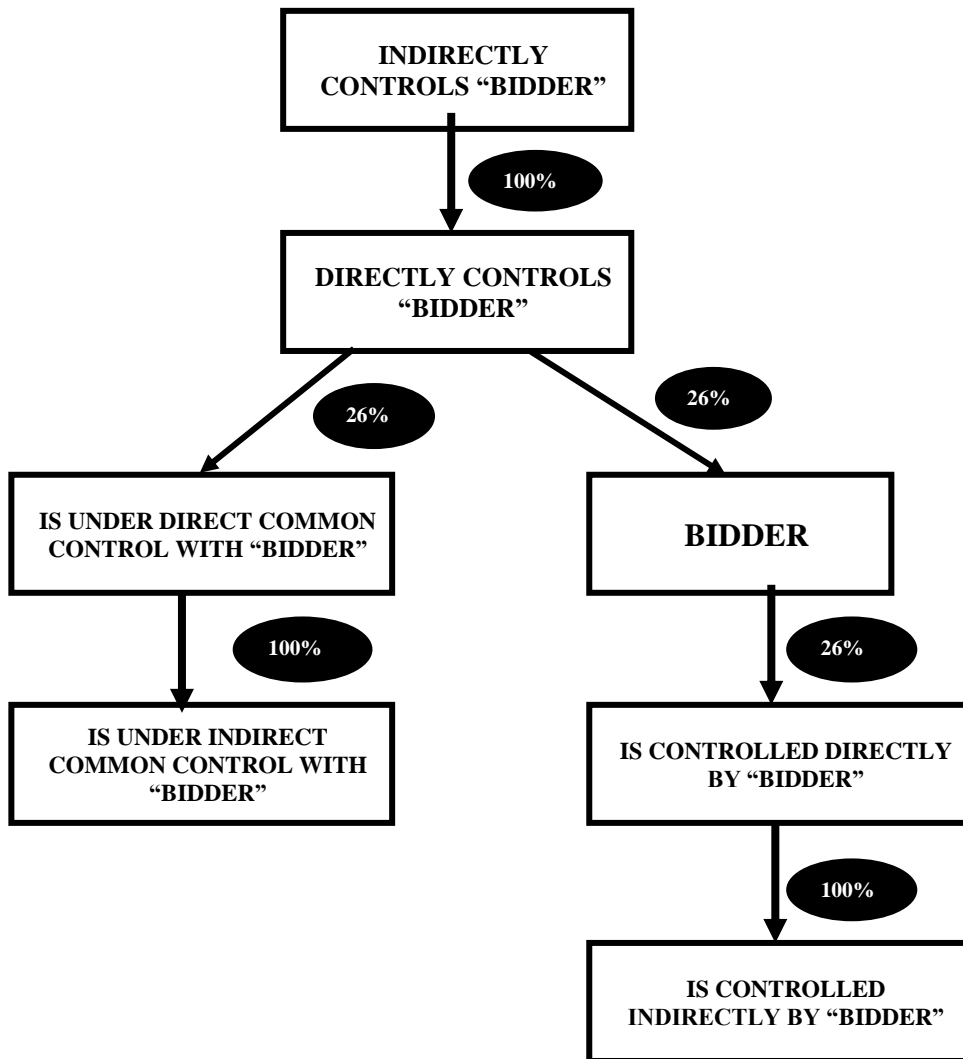 INDIRECTLY
CONTROLS “BIDDER”
100%
DIRECTLY CONTROLS
“BIDDER”
26%
26%
IS UNDER DIRECT COMMON
CONTROL WITH “BIDDER”
BIDDER
100%
26%
IS UNDER INDIRECT
COMMON CONTROL WITH
“BIDDER”
IS CONTROLLED DIRECTLY
BY “BIDDER”
100%
IS CONTROLLED
INDIRECTLY BY “BIDDER”